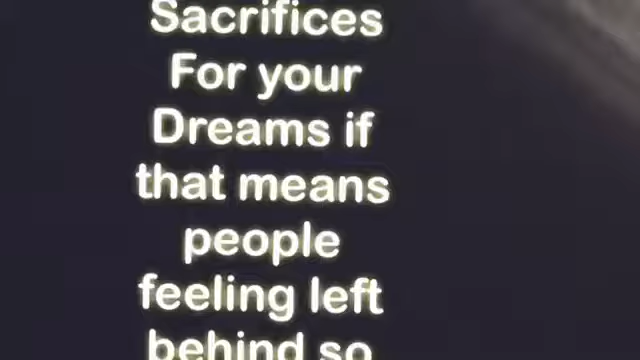 Sacrifices
For your
Dreams if
that means
people
feeling left
behind so